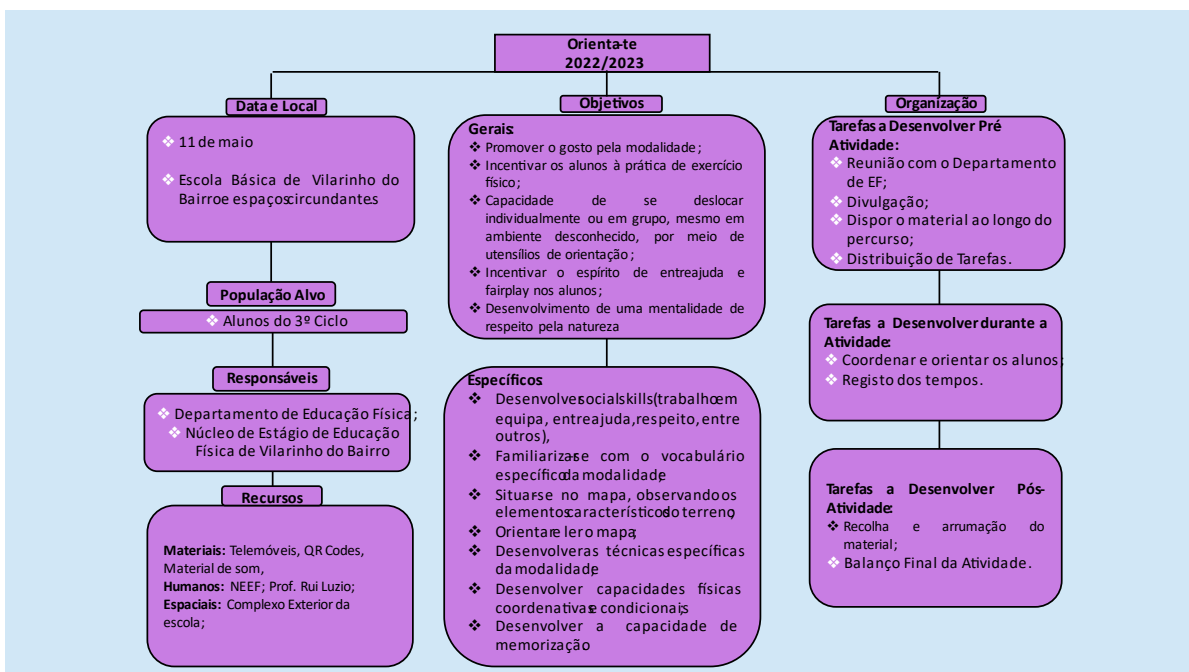 Orienta-te
2022/2023
Data e Local
❖ 11 de maio
❖ Escola Básica de Vilarinho do
Bairro e espaços circundantes.
População Alvo
❖ Alunos do 3º Ciclo
Responsáveis
❖ Departamento de Educação Física;
❖ Núcleo de Estágio de Educação
Física de Vilarinho do Bairro
Recursos
Materiais: Telemóveis, QR Codes,
Material de som,
Humanos: NEEF; Prof. Rui Luzio;
Espaciais: Complexo Exterior da
escola;
Objetivos
Gerais:
❖ Promover o gosto pela modalidade;
❖ Incentivar os alunos à prática de exercício
físico;
❖ Capacidade de se deslocar
individualmente ou em grupo, mesmo em
ambiente desconhecido, por meio de
utensílios de orientação;
❖ Incentivar o espírito de entreajuda e
fairplay nos alunos;
❖ Desenvolvimento de uma mentalidade de
respeito pela natureza
Específicos:
❖ Desenvolver social skills (trabalho em
equipa, entreajuda, respeito, entre
outros),
❖ Familiarizar-se com o vocabulário
específico da modalidade;
❖ Situar-se no mapa, observando os
elementos característicos do terreno;
❖ Orientar e ler o mapa;
❖ Desenvolver as técnicas específicas
da modalidade;
❖ Desenvolver capacidades físicas
coordenativas e condicionais;
❖ Desenvolver a capacidade de
memorização
Organização
Tarefas a Desenvolver Pré
Atividade:
❖ Reunião com o Departamento
de EF;
❖ Divulgação;
❖ Dispor o material ao longo do
percurso;
❖ Distribuição de Tarefas.
Tarefas a Desenvolver durante a
Atividade:
❖ Coordenar e orientar os alunos;
❖ Registo dos tempos.
Tarefas a Desenvolver Pós-
Atividade:
❖ Recolha e arrumação do
material;
❖ Balanço Final da Atividade.